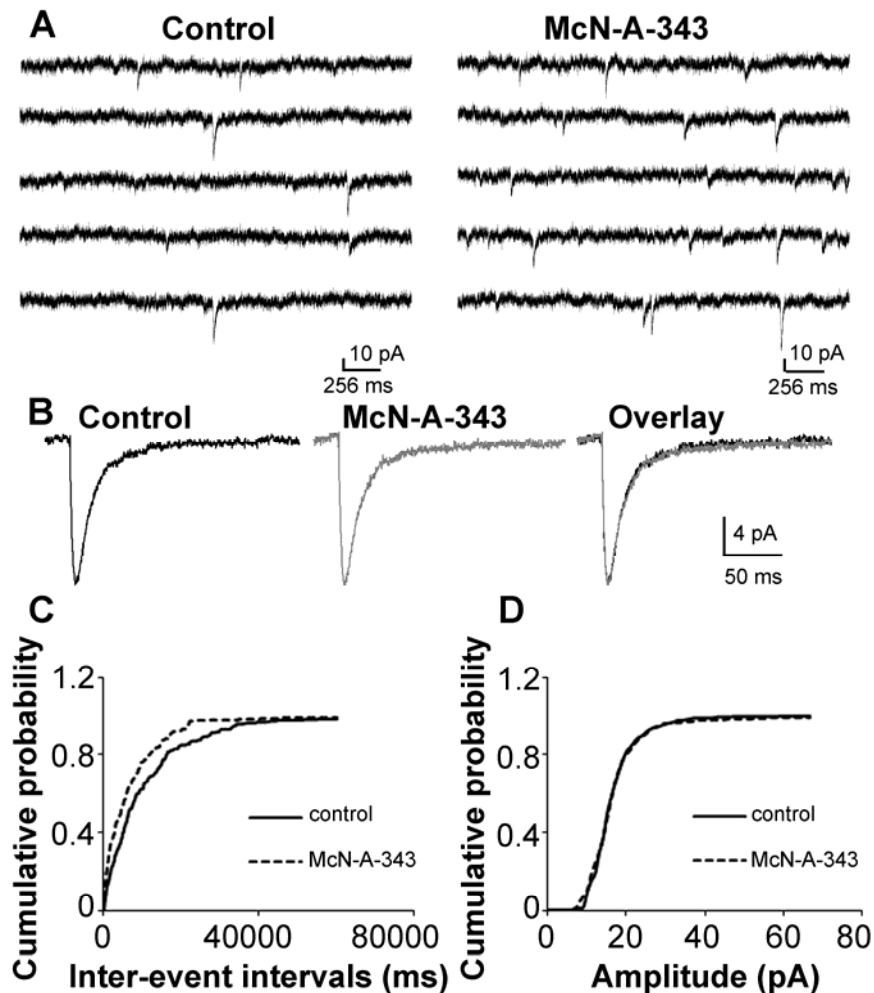 A
Control
McN-A-343
10 pA
256 ms
10 pA
256 ms
B
Control
McN-A-343
Overlay
4 pA
50 ms
C
Cumulative probability
1.2
0.8
0.4
0
control
McN-A-343
0
40000
80000
Inter-event intervals (ms)
D
Cumulative probability
1.2
0.8
0.4
0
control
McN-A-343
0
20
40
60
80
Amplitude (pA)